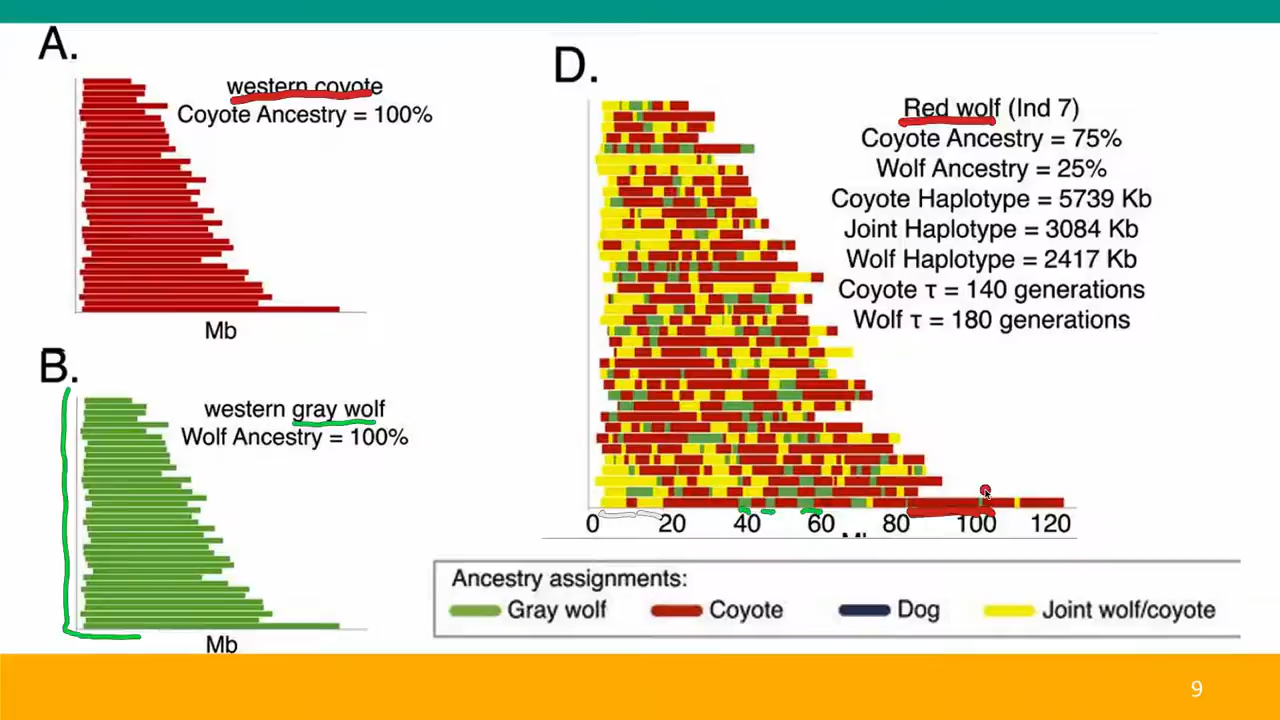 A.
western coyote
Coyote Ancestry = 100%
Mb
B.
western gray wolf
Wolf Ancestry = 100%
Mb
D.
Red wolf (Ind 7)
Coyote Ancestry = 75%
Wolf Ancestry = 25%
Coyote Haplotype = 5739 Kb
Joint Haplotype = 3084 Kb
Wolf Haplotype = 2417 Kb
Coyote τ = 140 generations
Wolf τ = 180 generations
0 20 40 60 80 100 120
Ancestry assignments:
Gray wolf Coyote Dog Joint wolf/coyote
9